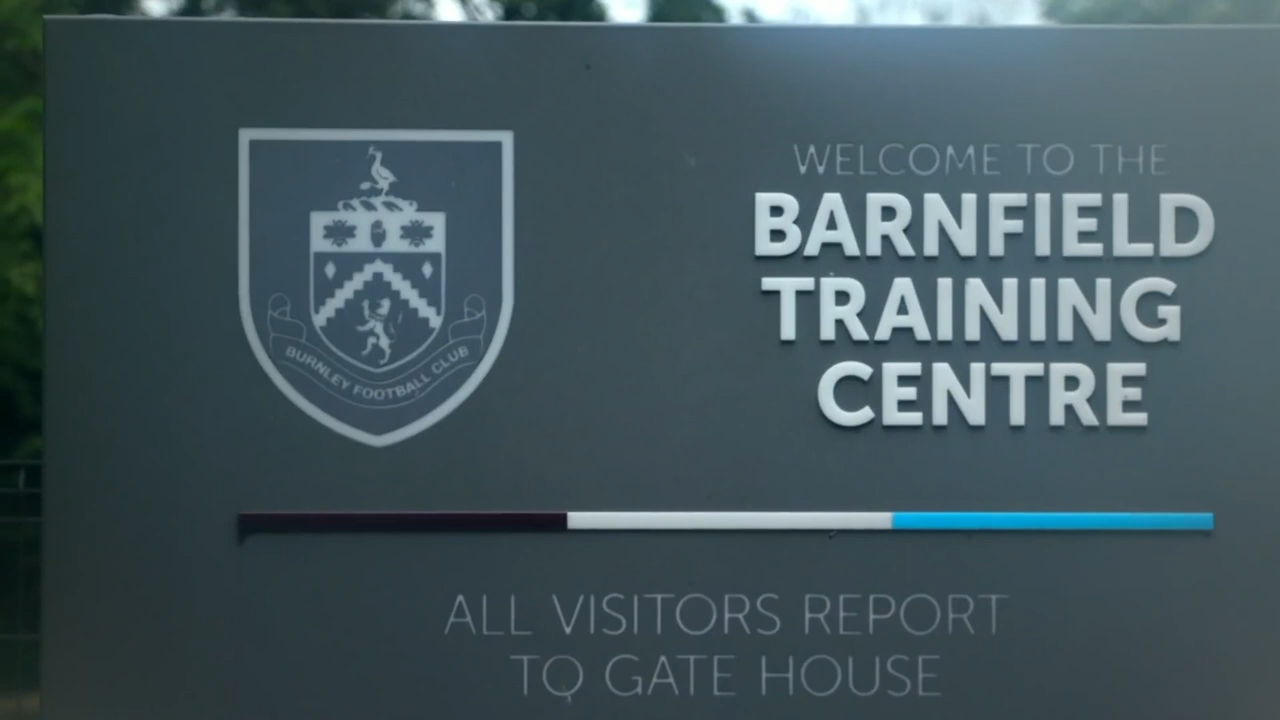 BURNLEY FOOTBALL CLUB
WELCOME TO THE
BARNFIELD
TRAINING
CENTRE
ALL VISITORS REPORT
TO GATE HOUSE